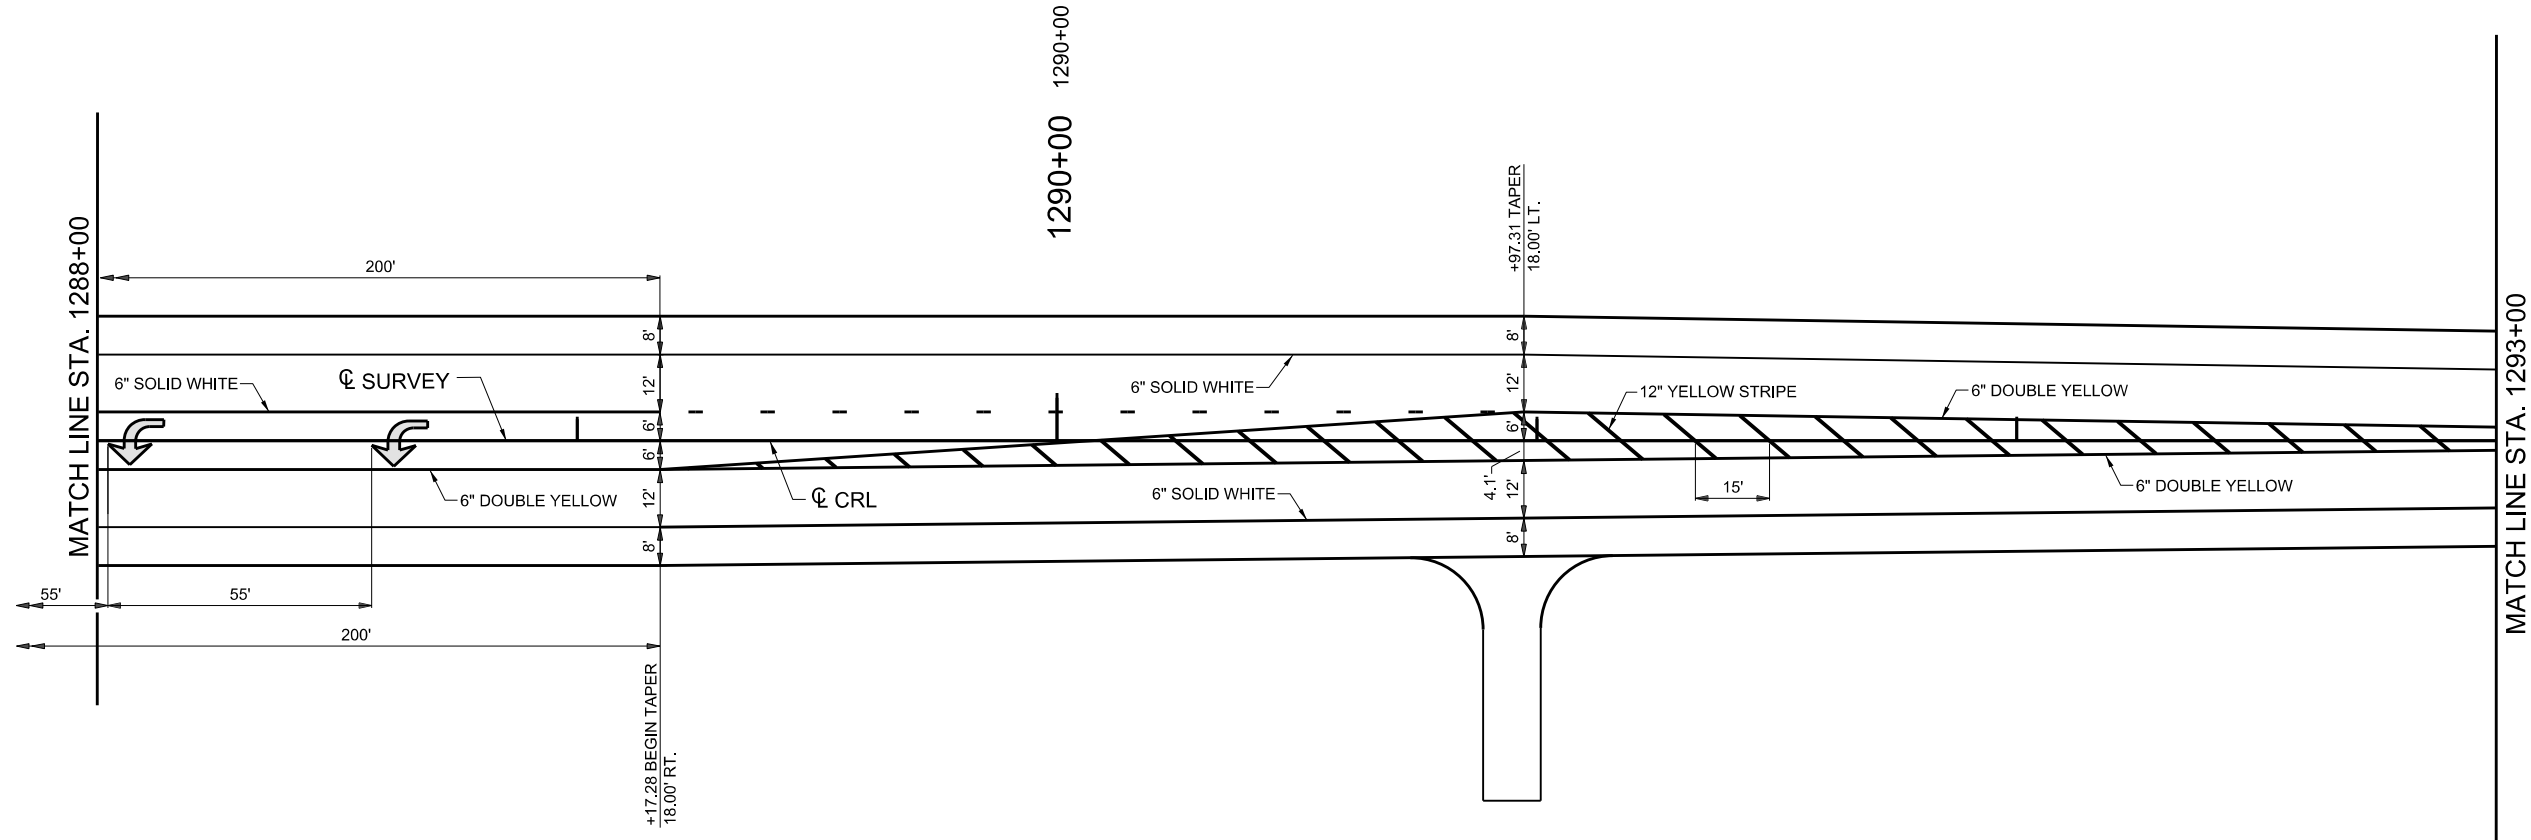 1290+00
1290+00
MATCH LINE STA. 1288+00
200'
+97.31 TAPER
18.00' LT.
8'
8'
6" SOLID WHITE
℄ SURVEY
12'
6" SOLID WHITE
12'
12" YELLOW STRIPE
6" DOUBLE YELLOW
6'
6'
6'
4.1'
6" DOUBLE YELLOW
12'
℄ CRL
6" SOLID WHITE
12'
15'
6" DOUBLE YELLOW
8'
8'
55'
55'
200'
+17.28 BEGIN TAPER
18.00' RT.
MATCH LINE STA. 1293+00